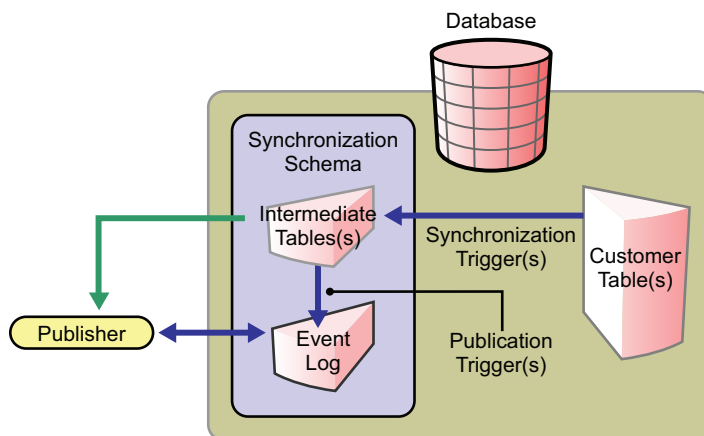 Database
Synchronization
Schema
Intermediate
Tables(s)
Synchronization
Trigger(s)
Customer
Table(s)
Publisher
Event
Log
Publication
Trigger(s)